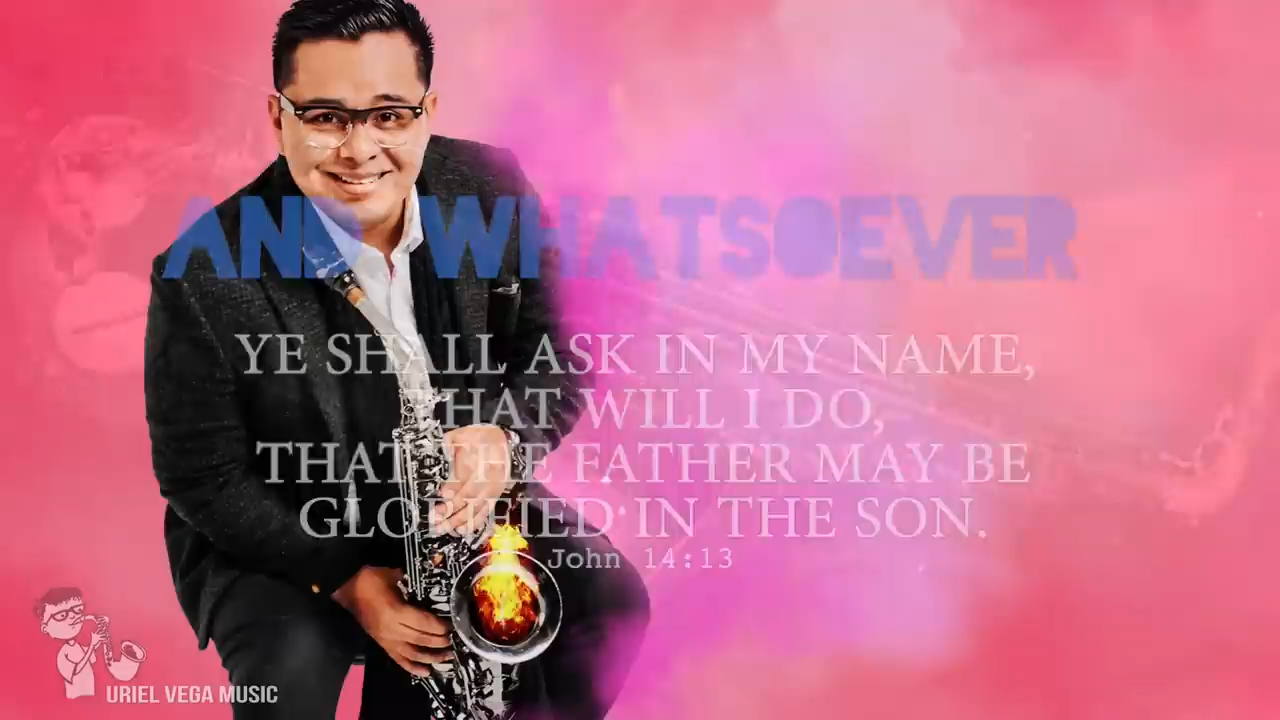 AND WHATSOEVER
YE SHALL ASK IN MY NAME,
THAT WILL I DO,
THAT THE FATHER MAY BE
GLORIFIED IN THE SON.
John 14:13
URIEL VEGA MUSIC